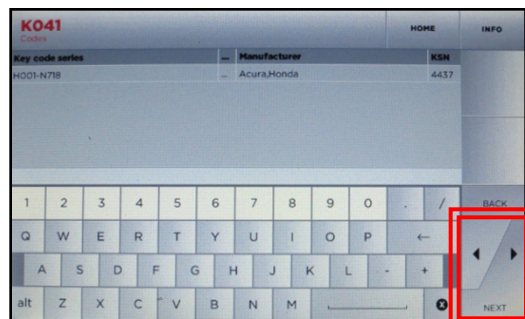 K041
HOME
INFO
Codes
Key code series ... Manufacturer KSN
H001-N718 ... Acura,Honda 4437
1 2 3 4 5 6 7 8 9 0 . / BACK
Q W E R T Y U I O P ←
A S D F G H J K L - +
alt Z X C V B N M NEXT